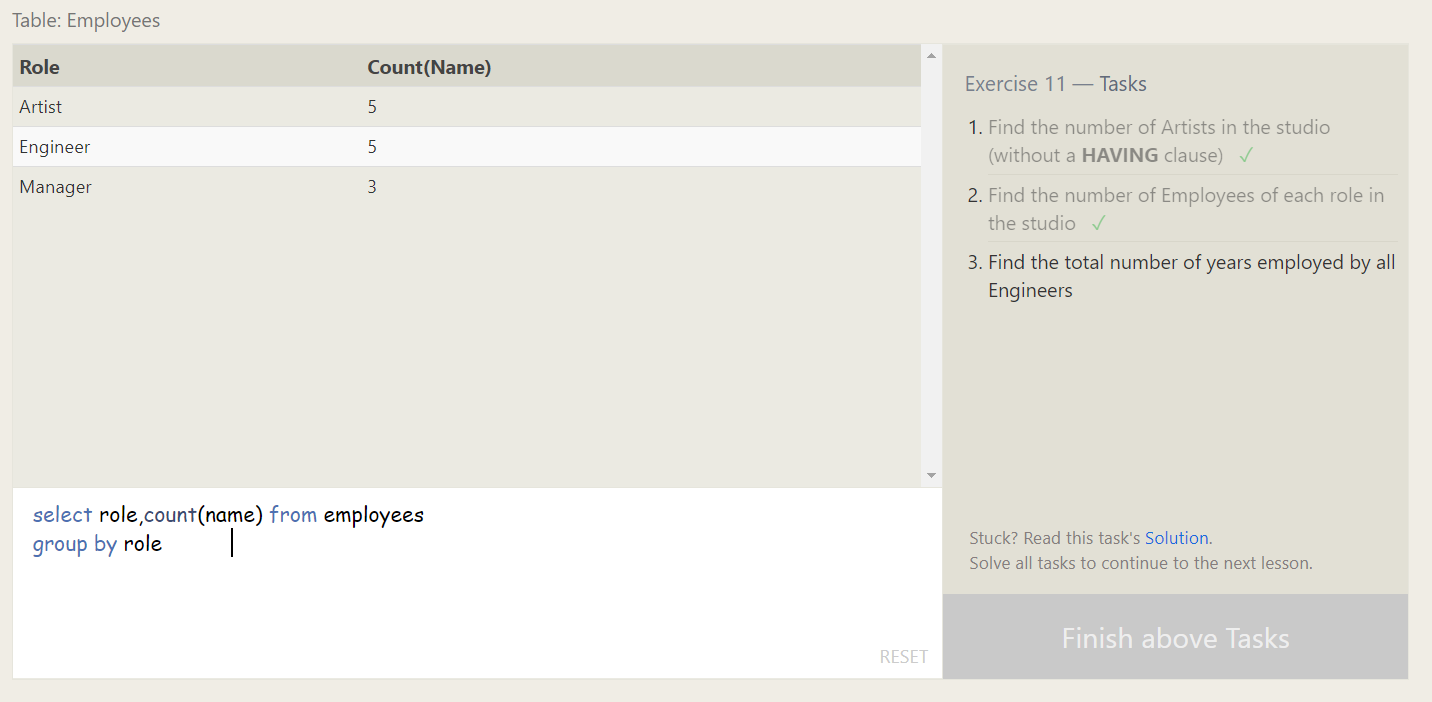 Table: Employees
Role Count(Name)
Artist 5
Engineer 5
Manager 3
select role,count(name) from employees
group by role
RESET
Exercise 11 — Tasks
1. Find the number of Artists in the studio
(without a HAVING clause) ✓
2. Find the number of Employees of each role in
the studio ✓
3. Find the total number of years employed by all
Engineers
Stuck? Read this task's Solution.
Solve all tasks to continue to the next lesson.
Finish above Tasks